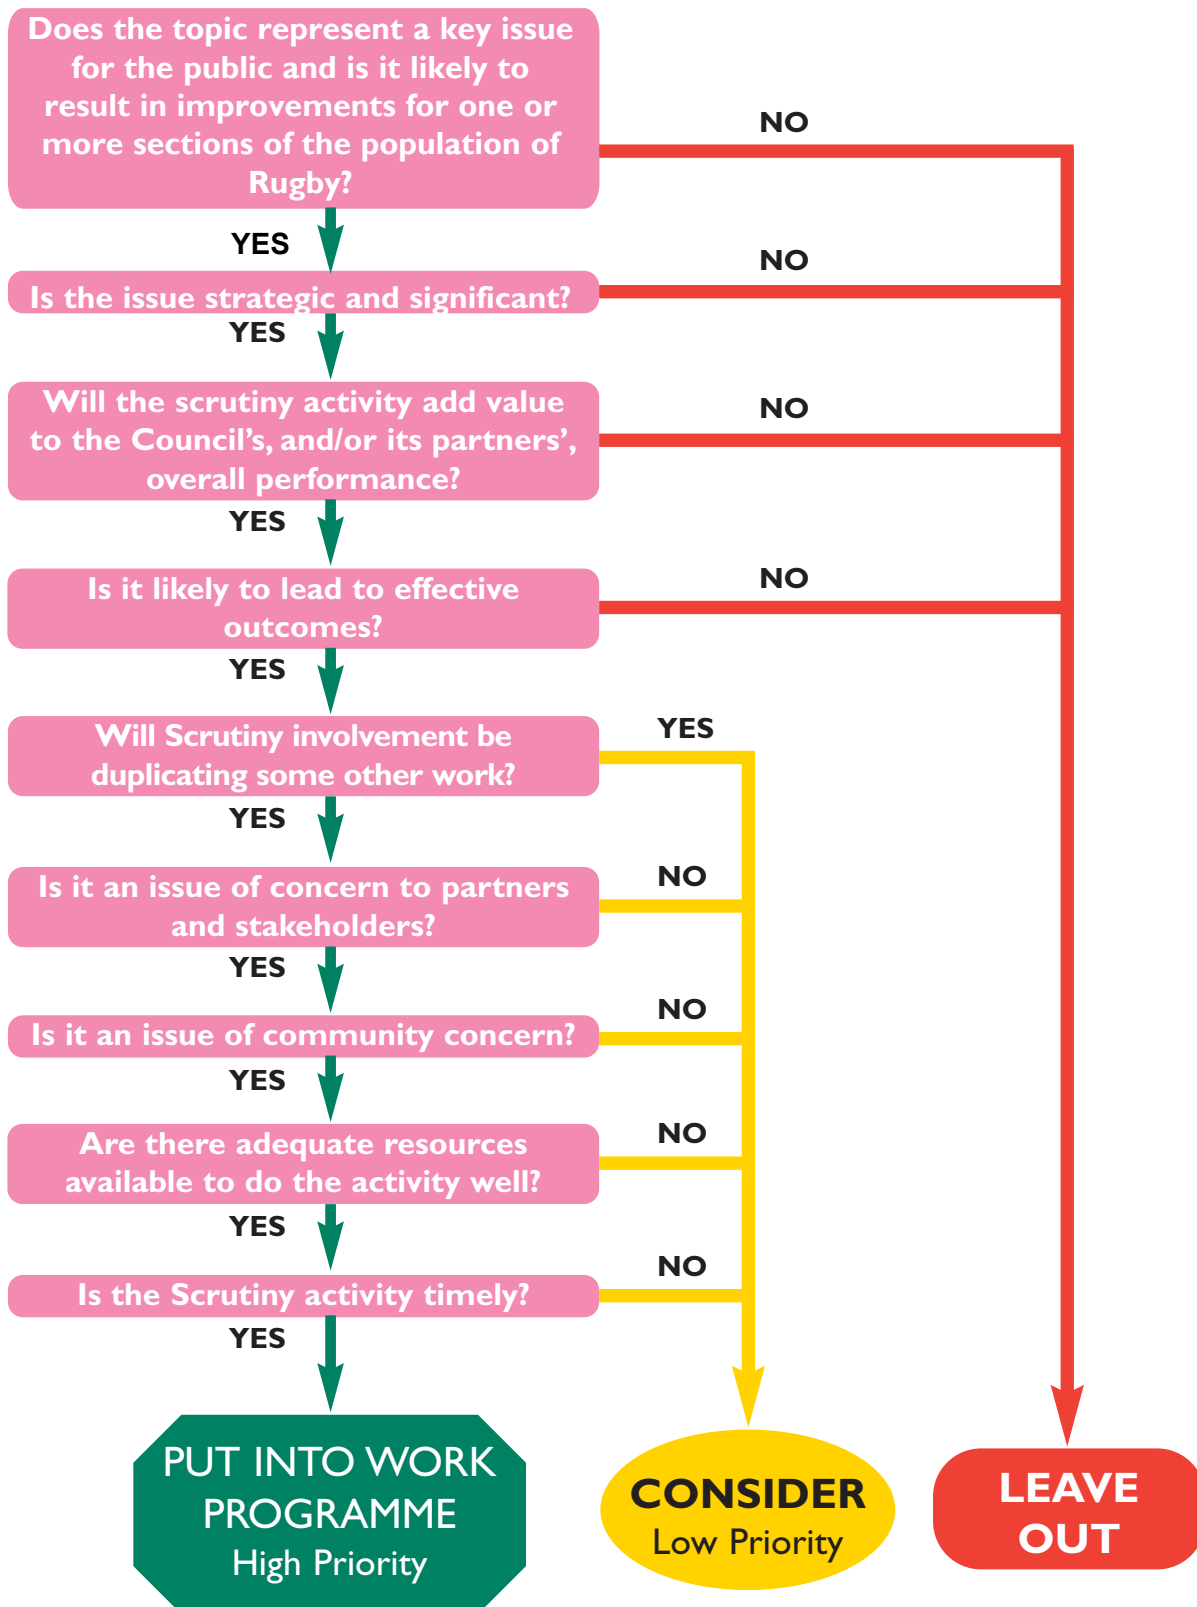 Does the topic represent a key issue
for the public and is it likely to
result in improvements for one or
more sections of the population of
Rugby?
NO
YES
Is the issue strategic and significant?
NO
YES
Will the scrutiny activity add value
to the Council’s, and/or its partners’,
overall performance?
NO
YES
Is it likely to lead to effective
outcomes?
NO
YES
Will Scrutiny involvement be
duplicating some other work?
YES
YES
Is it an issue of concern to partners
and stakeholders?
NO
YES
Is it an issue of community concern?
NO
YES
Are there adequate resources
available to do the activity well?
NO
YES
Is the Scrutiny activity timely?
NO
YES
PUT INTO WORK
PROGRAMME
High Priority
CONSIDER
Low Priority
LEAVE
OUT